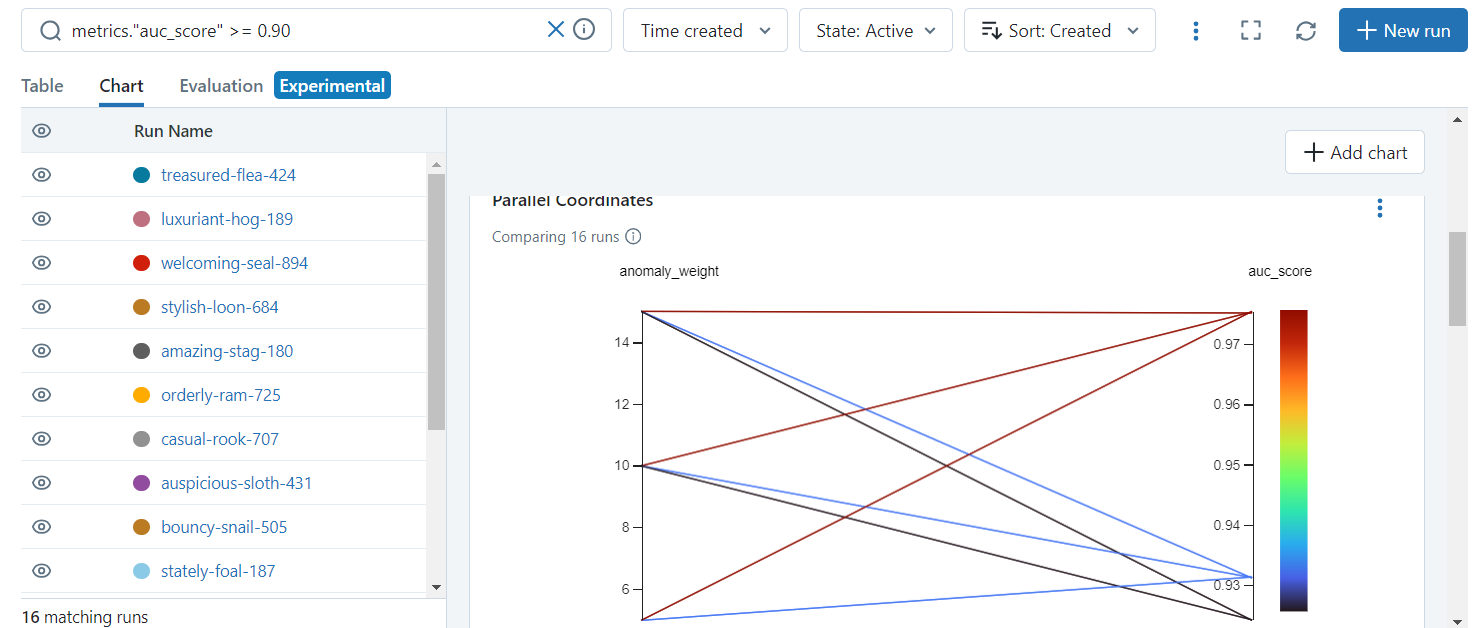 metrics."auc_score" >= 0.90
Time created
State: Active
Sort: Created
New run
Table Chart Evaluation Experimental
Run Name
treasured-flea-424
luxuriant-hog-189
welcoming-seal-894
stylish-loon-684
amazing-stag-180
orderly-ram-725
casual-rook-707
auspicious-sloth-431
bouncy-snail-505
stately-foal-187
16 matching runs
Add chart
Parallel Coordinates
Comparing 16 runs
anomaly_weight
auc_score
14
12
10
8
6
0.97
0.96
0.95
0.94
0.93